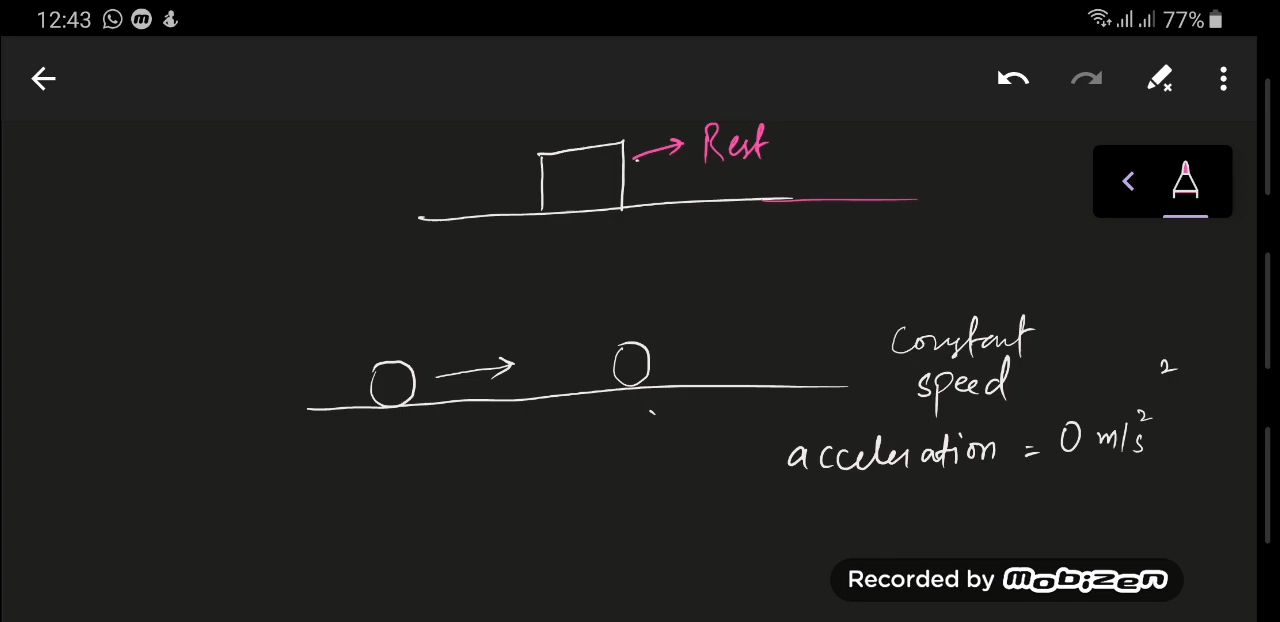 12:43
77%
Rest
constant
speed
2
acceleration = 0 m/s²
Recorded by mobizen